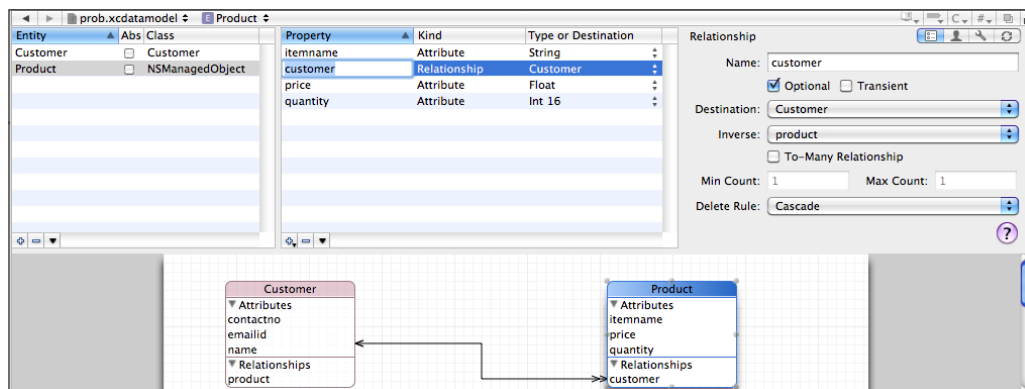 prob.xcdatamodel Product
Entity Abs Class
Customer Customer
Product NSManagedObject
Property Kind Type or Destination
itemname Attribute String
customer Relationship Customer
price Attribute Float
quantity Attribute Int 16
Relationship
Name: customer
Optional Transient
Destination: Customer
Inverse: product
To-Many Relationship
Min Count: 1 Max Count: 1
Delete Rule: Cascade
?
Customer
Attributes
contactno
emailid
name
Relationships
product
Product
Attributes
itemname
price
quantity
Relationships
customer